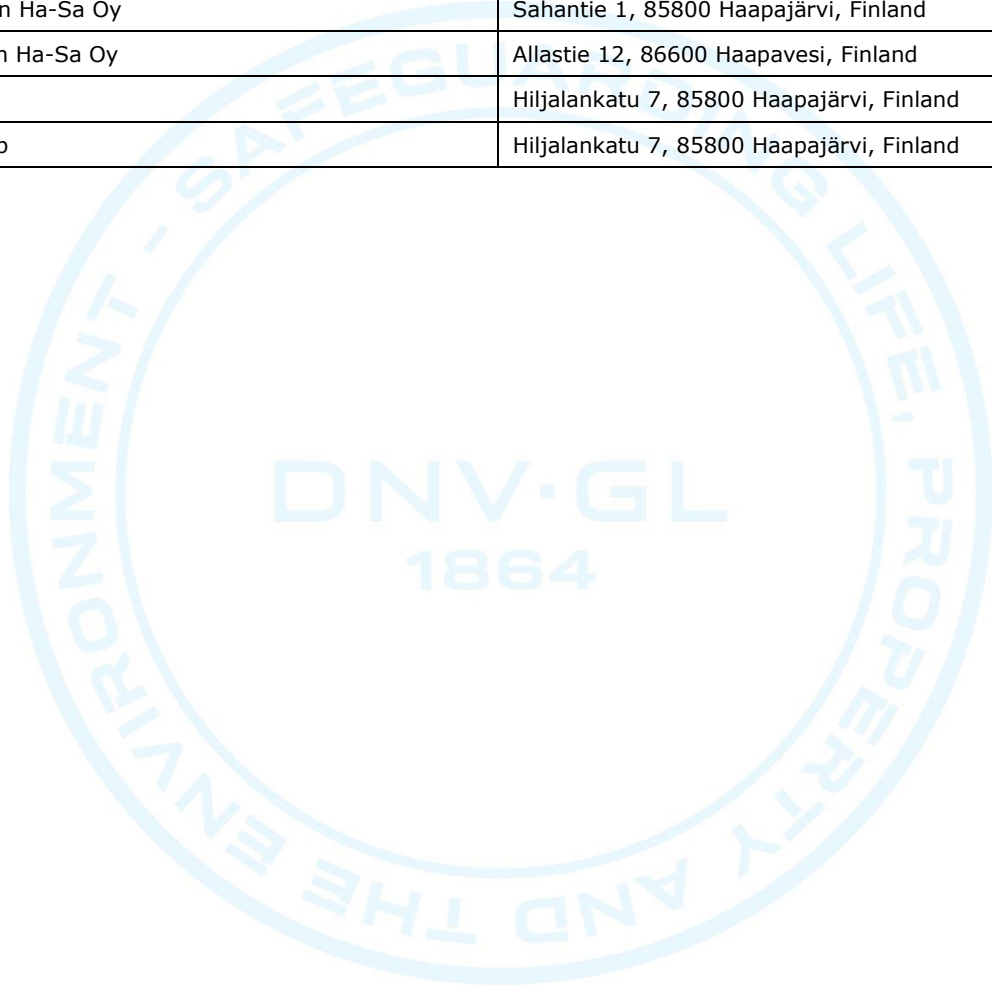 n Ha-Sa Oy Sahantie 1, 85800 Haapajärvi, Finland
Ha-Sa Oy Allastie 12, 86600 Haapavesi, Finland
Hiljalankatu 7, 85800 Haapajärvi, Finland
Hiljalankatu 7, 85800 Haapajärvi, Finland
SAFEGUARDING LIFE, PROPERTY AND THE ENVIRONMENT -
DNV·GL
1864